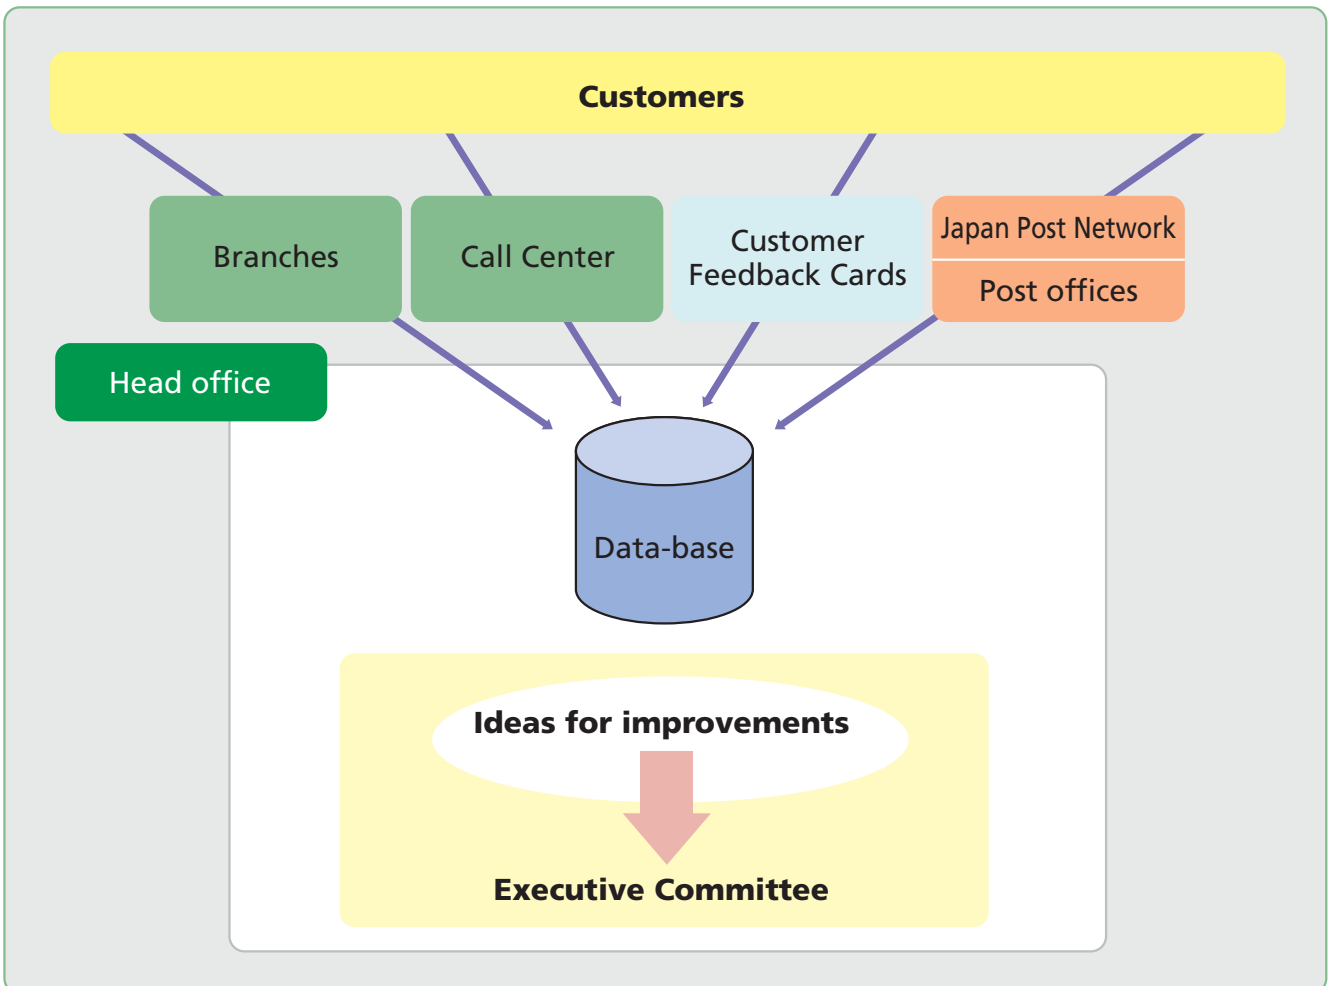 Customers
Branches
Call Center
Customer
Feedback Cards
Japan Post Network
Post offices
Head office
Data-base
Ideas for improvements
Executive Committee